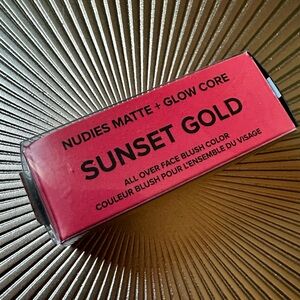 NUDIES MATTE + GLOW CORE
SUNSET GOLD
ALL OVER FACE BLUSH COLOR
COULEUR BLUSH POUR L'ENSEMBLE DU VISAGE